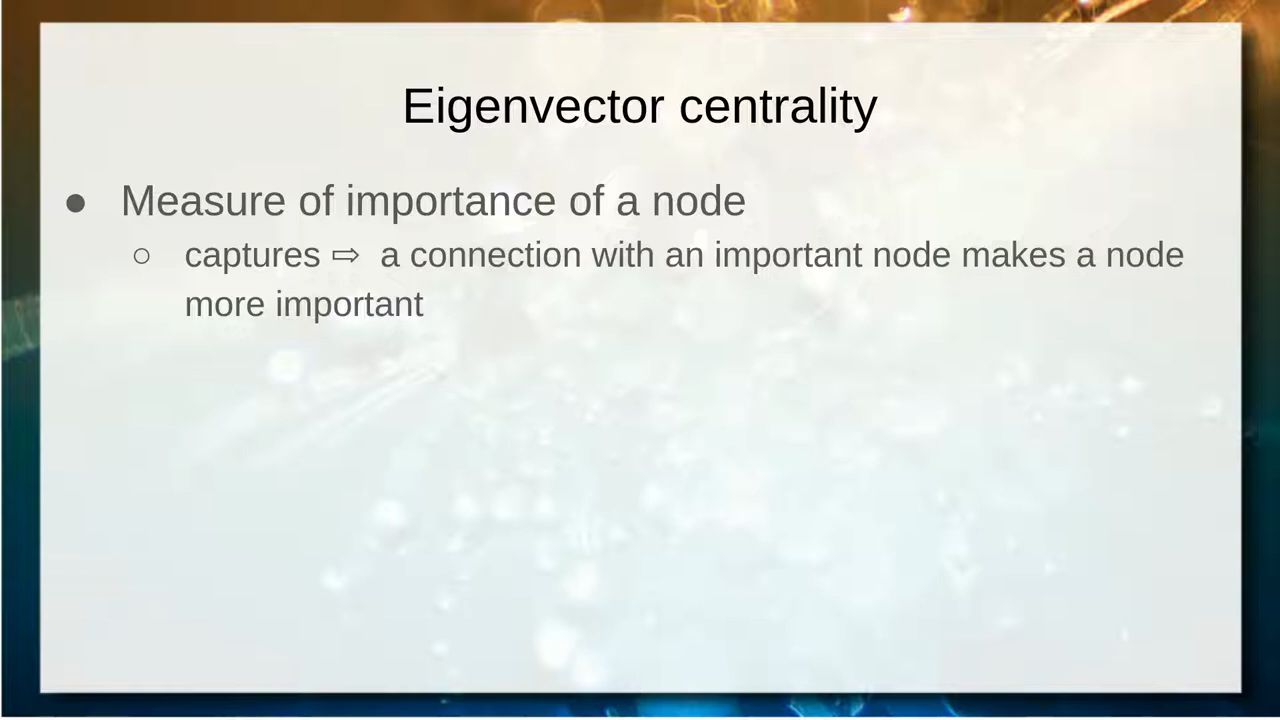 Eigenvector centrality
● Measure of importance of a node
○ captures ⇨ a connection with an important node makes a node
more important